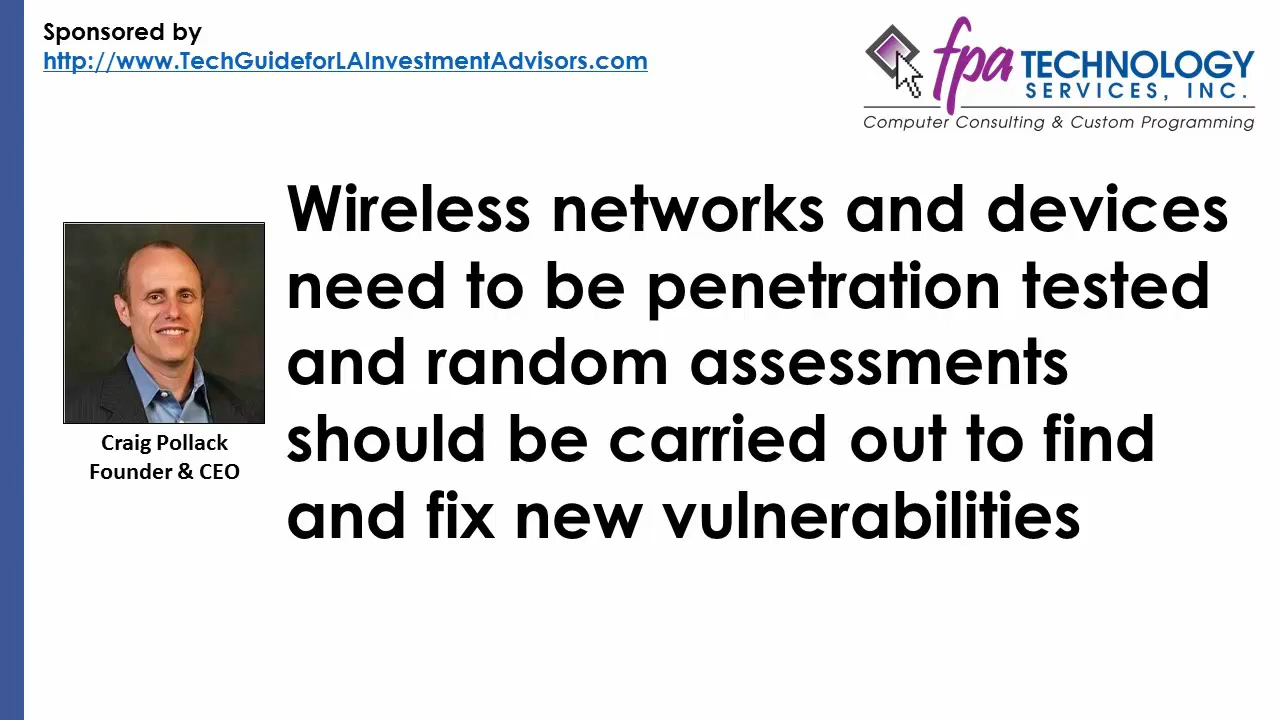 Sponsored by
http://www.TechGuideforLAInvestmentAdvisors.com
fpa TECHNOLOGY
SERVICES, INC.
Computer Consulting & Custom Programming
Wireless networks and devices
need to be penetration tested
and random assessments
should be carried out to find
and fix new vulnerabilities
Craig Pollack
Founder & CEO